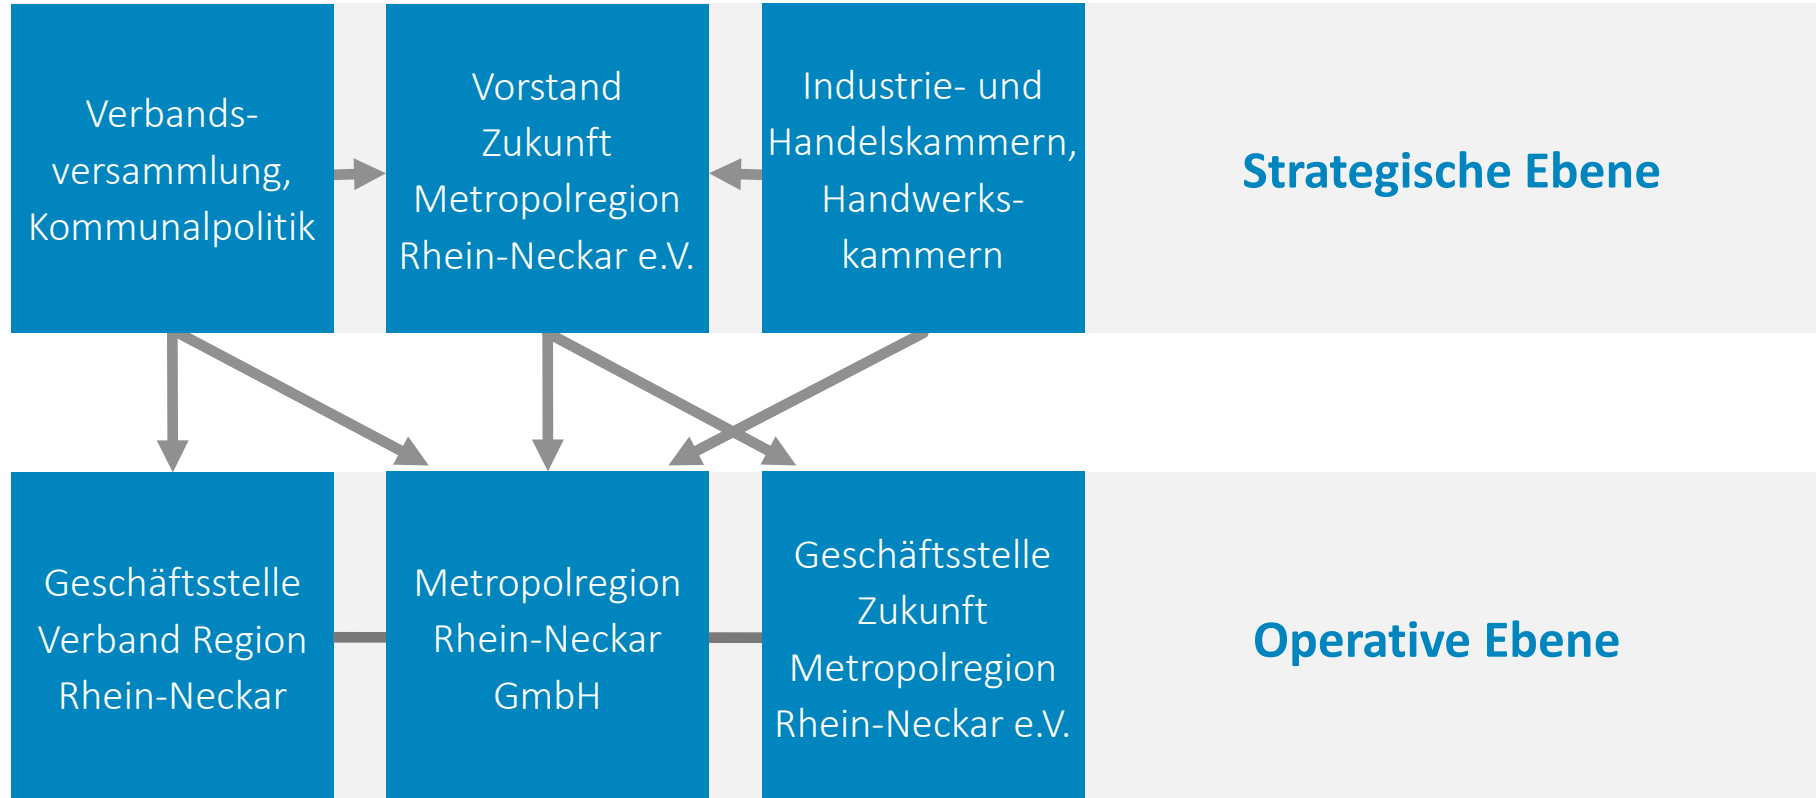 Verbands-
versammlung,
Kommunalpolitik
Vorstand
Zukunft
Metropolregion
Rhein-Neckar e.V.
Industrie- und
Handelskammern,
Handwerks-
kammern
Strategische Ebene
Geschäftsstelle
Verband Region
Rhein-Neckar
Metropolregion
Rhein-Neckar
GmbH
Geschäftsstelle
Zukunft
Metropolregion
Rhein-Neckar e.V.
Operative Ebene